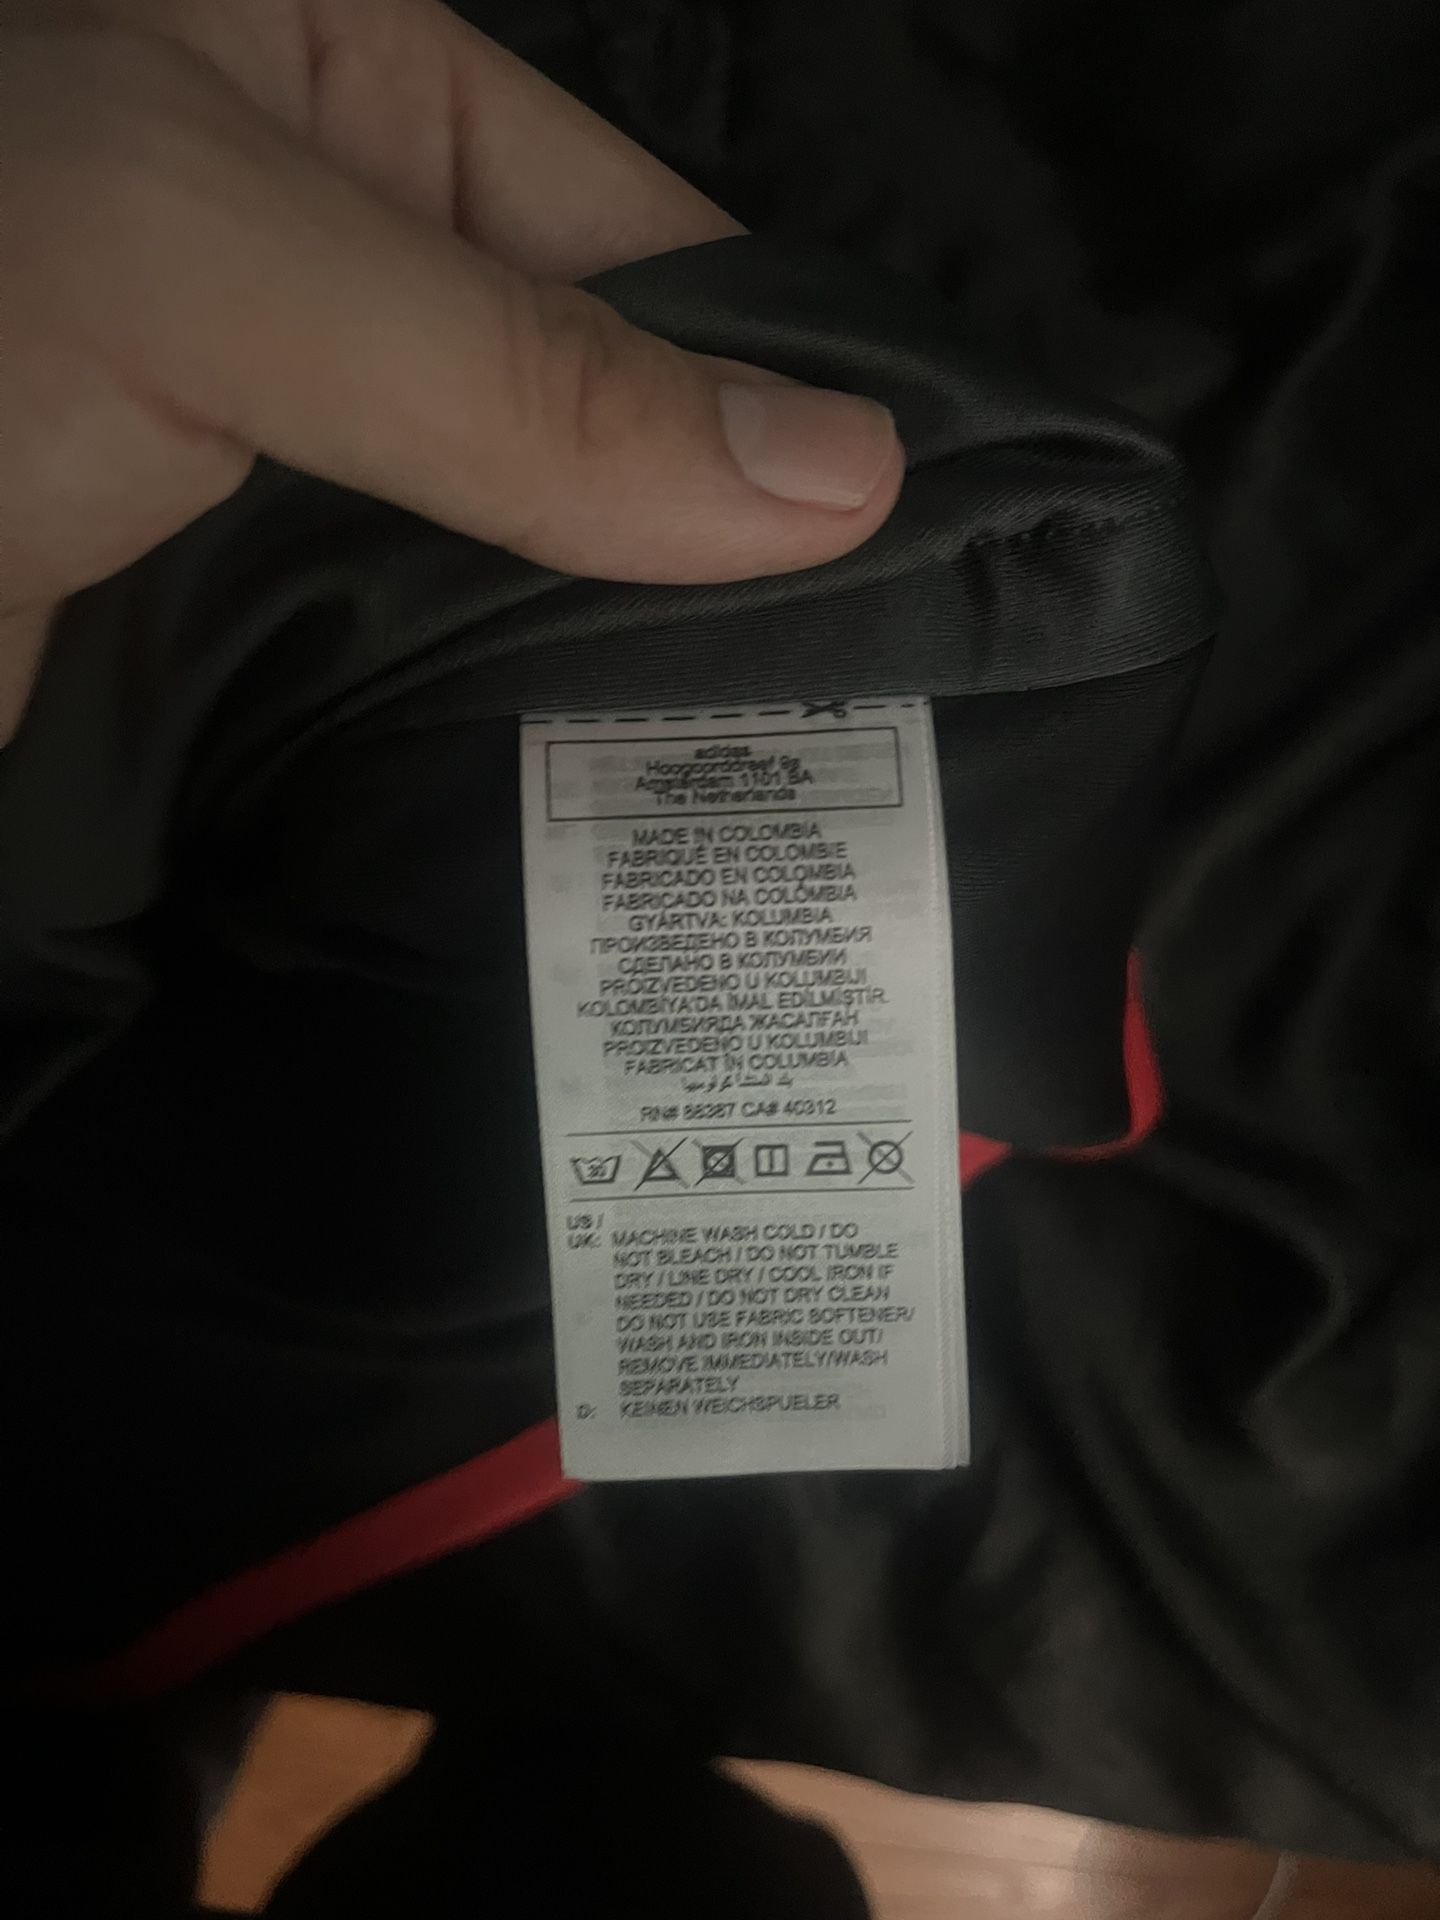 adidas
Hoogoorddreef 9a
Amsterdam 1101 BA
The Netherlands
MADE IN COLOMBIA
FABRIQUÉ EN COLOMBIE
FABRICADO EN COLOMBIA
FABRICADO NA COLÔMBIA
GYÁRTVA: KOLUMBIA
ПРОИЗВЕДЕНО В КОЛУМБИЯ
СДЕЛАНО В КОЛУМБИИ
PROIZVEDENO U KOLUMBIJI
KOLOMBİYA'DA İMAL EDİLMİŞTİR.
КОЛУМБИЯДА ЖАСАЛҒАН
PROIZVEDENO U KOLUMBIJI
FABRICAT ÎN COLUMBIA
RN# 88387 CA# 40312
30
US /
UK: MACHINE WASH COLD / DO
NOT BLEACH / DO NOT TUMBLE
DRY / LINE DRY / COOL IRON IF
NEEDED / DO NOT DRY CLEAN
DO NOT USE FABRIC SOFTENER/
WASH AND IRON INSIDE OUT/
REMOVE IMMEDIATELY/WASH
SEPARATELY
D: KEINEN WEICHSPUELER